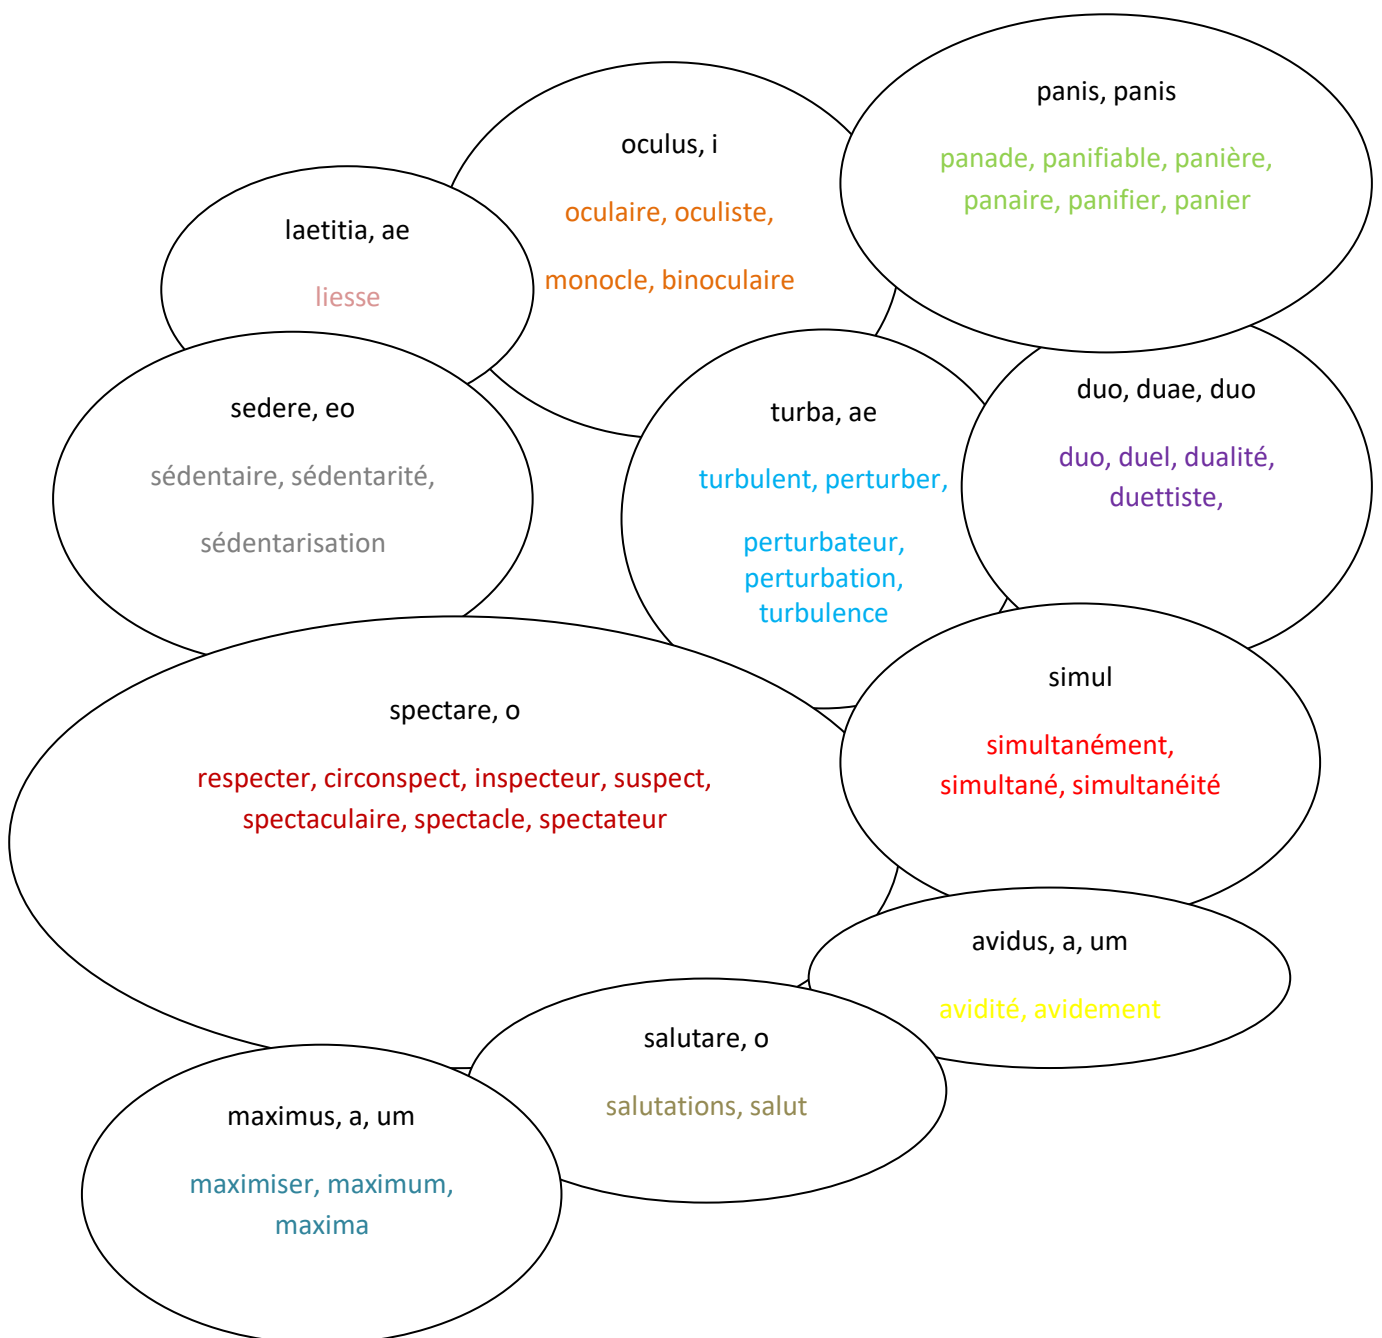 panis, panis
panade, panifiable, panière,
panaire, panifier, panier
oculus, i
oculaire, oculiste,
monocle, binoculaire
laetitia, ae
liesse
sedere, eo
sédentaire, sédentarité,
sédentarisation
turba, ae
turbulent, perturber,
perturbateur,
perturbation,
turbulence
duo, duae, duo
duo, duel, dualité,
duettiste,
spectare, o
respecter, circonspect, inspecteur, suspect,
spectaculaire, spectacle, spectateur
simul
simultanément,
simultané, simultanéité
avidus, a, um
avidité, avidement
salutare, o
salutations, salut
maximus, a, um
maximiser, maximum,
maxima